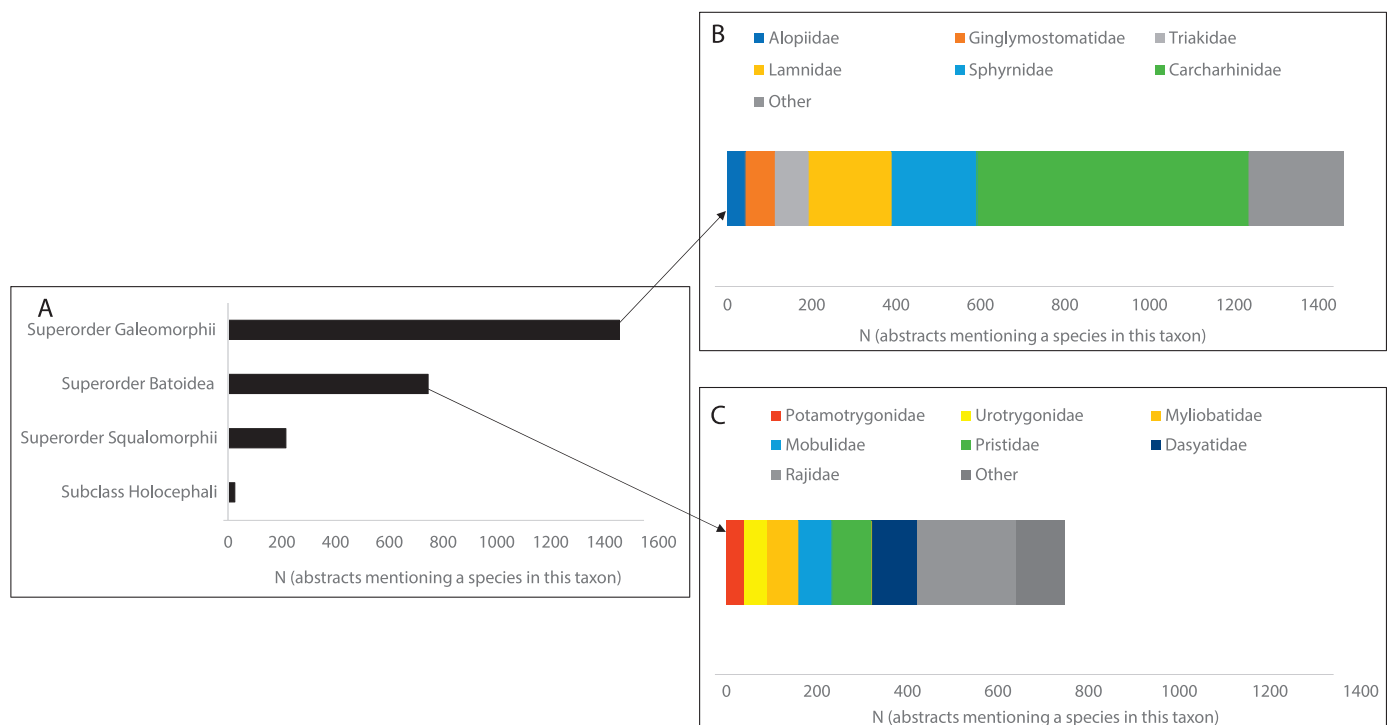 A
Superorder Galeomorphii
Superorder Batoidea
Superorder Squalomorphii
Subclass Holocephali
0 200 400 600 800 1000 1200 1400 1600
N (abstracts mentioning a species in this taxon)
B
Alopiidae Ginglymostomatidae Triakidae
Lamnidae Sphyrnidae Carcharhinidae
Other
0 200 400 600 800 1000 1200 1400
N (abstracts mentioning a species in this taxon)
C
Potamotrygonidae Urotrygonidae Myliobatidae
Mobulidae Pristidae Dasyatidae
Rajidae Other
0 200 400 600 800 1000 1200 1400
N (abstracts mentioning a species in this taxon)